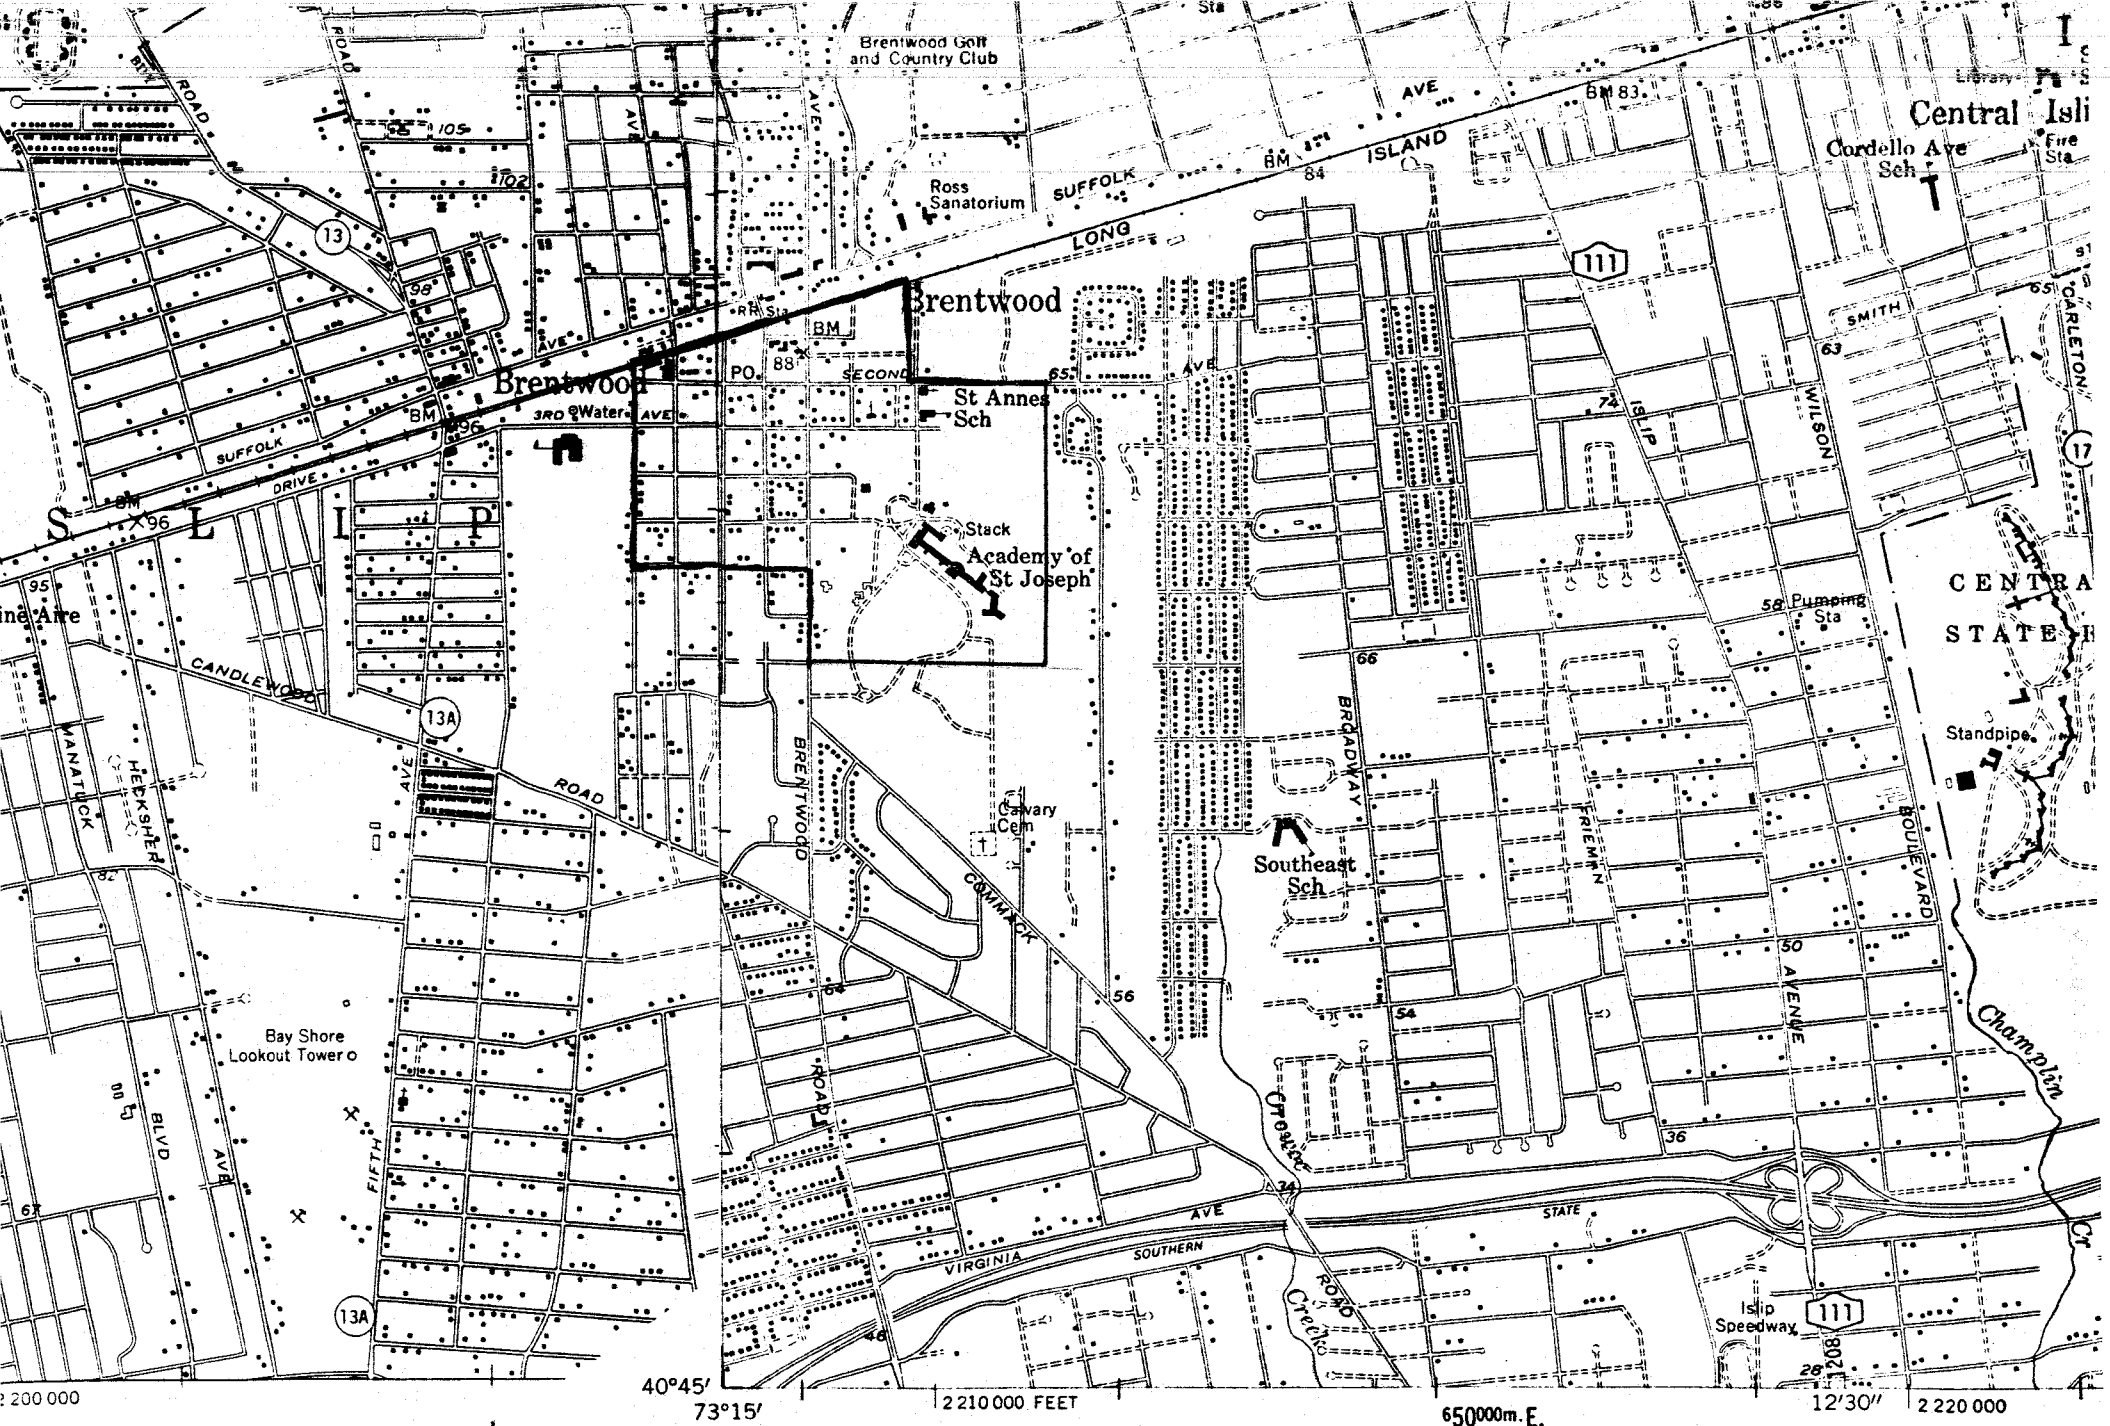 Sta
I
ROAD
Brentwood Golf
and Country Club
ROAD
AVE
AVE
AVE
BM 83
Library
Central Isli
105
ISLAND
Cordello Ave
Sch
Fire
Sta
BM
84
102
Ross
Sanatorium
SUFFOLK
13
LONG
111
98
Brentwood
65
CARLETON
RR Sta
BM
SMITH
AVE
88
63
Brentwood
PO
SECOND
65
AVE
3RD
Water
AVE
St Annes
Sch
74
ISLIP
WILSON
BM
96
SUFFOLK
17
DRIVE
BM
96
S L I P
Stack
Academy of
St Joseph
95
CENTRA
58
Pumping
Sta
ine Aire
STATE H
66
CANDLEWOOD
13A
BROADWAY
Standpipe
MANATUCK
HECKSHER
AVE
ROAD
BRENTWOOD
Calvary
Cem
FRIEMAN
BOULEVARD
Southeast
Sch
82
COMMACK
50
64
56
54
AVENUE
Champlin
Bay Shore
Lookout Tower
ROAD
Orowoc
BLVD
AVE
FIFTH
36
34
67
AVE
STATE
VIRGINIA
SOUTHERN
Cr
ROAD
Creek
13A
46
Islip
Speedway
111
28
1208
2 200 000
40°45′
73°15′
2 210 000 FEET
650000m. E.
12′30″
2 220 000